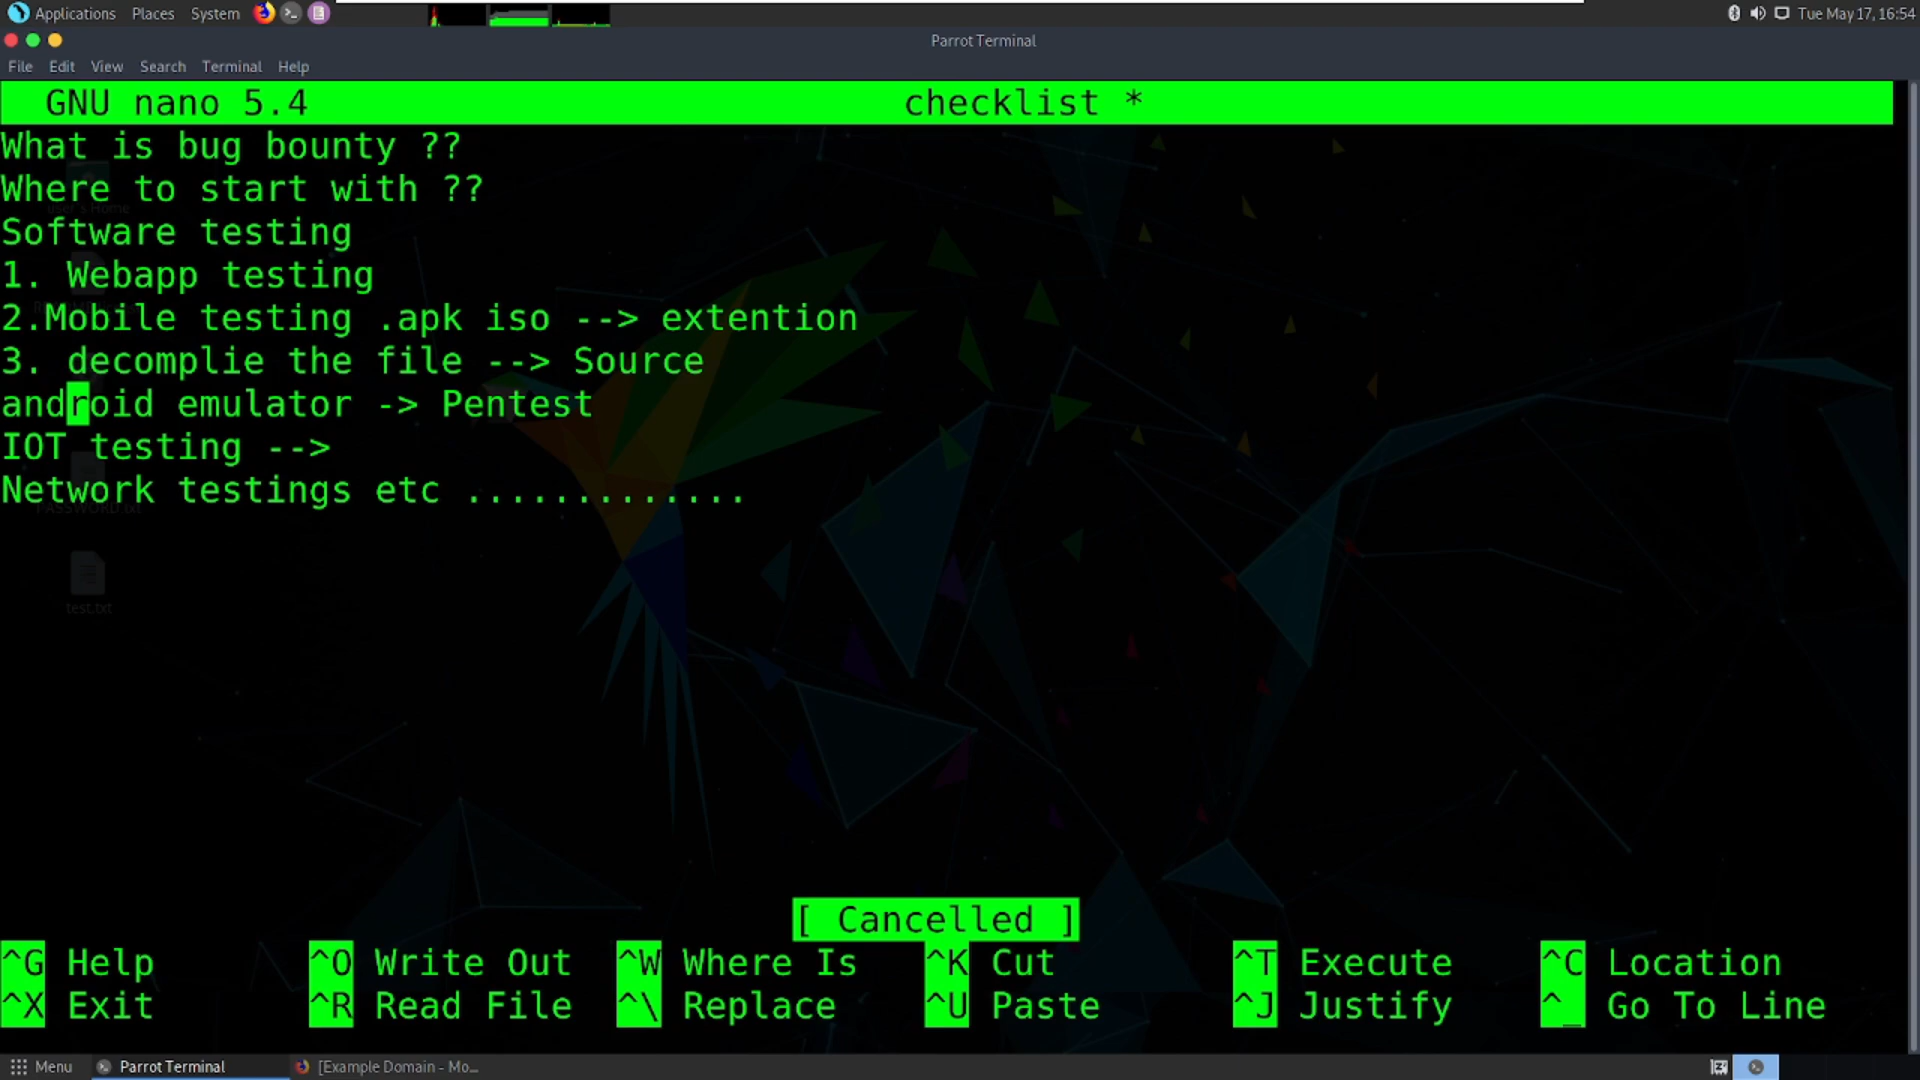 Applications Places System Tue May 17, 16:54
Parrot Terminal
File Edit View Search Terminal Help
GNU nano 5.4 checklist *
What is bug bounty ??
Where to start with ??
Software testing
1. Webapp testing
2.Mobile testing .apk iso --> extention
3. decomplie the file --> Source
android emulator -> Pentest
IOT testing -->
Network testings etc .............
test.txt
[ Cancelled ]
^G Help ^O Write Out ^W Where Is ^K Cut ^T Execute ^C Location
^X Exit ^R Read File ^\ Replace ^U Paste ^J Justify ^_ Go To Line
Menu Parrot Terminal [Example Domain - Mo...